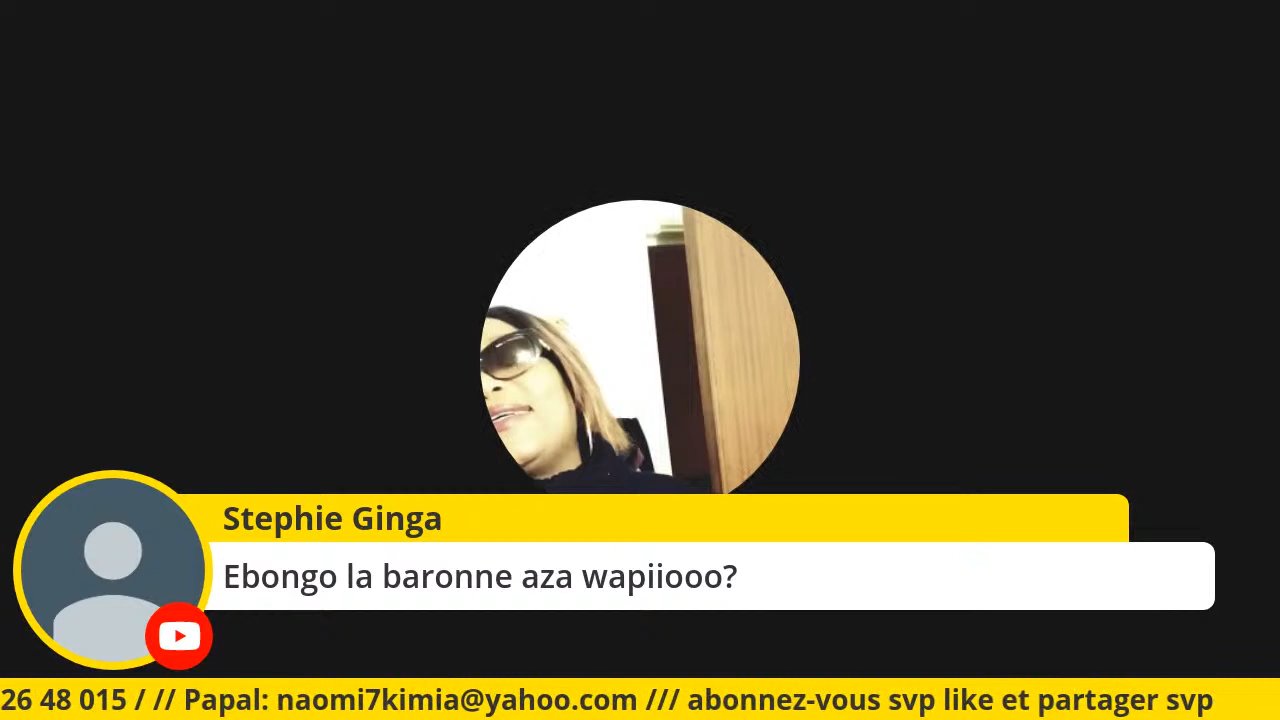 Stephie Ginga
Ebongo la baronne aza wapiiooo?
26 48 015 / // Papal: naomi7kimia@yahoo.com /// abonnez-vous svp like et partager svp